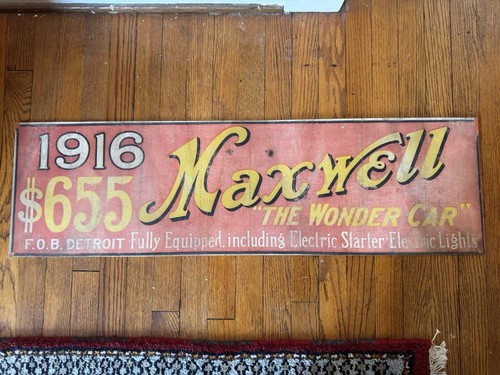 1916 Maxwell
$655 "THE WONDER CAR"
F.O.B. DETROIT Fully Equipped, including Electric Starter Electric Lights